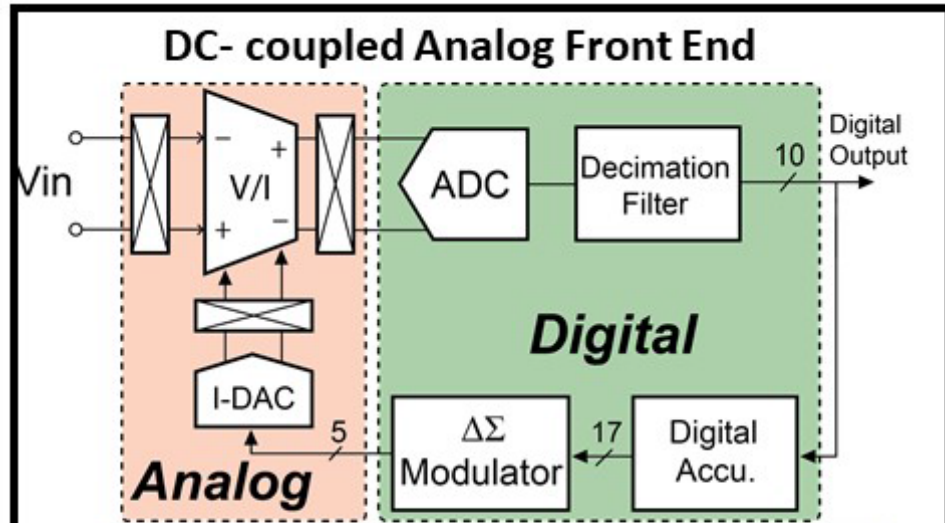 DC- coupled Analog Front End
Vin
−
+
V/I
+
−
ADC
Decimation
Filter
10
Digital
Output
Digital
I-DAC
5
ΔΣ
Modulator
17
Digital
Accu.
Analog